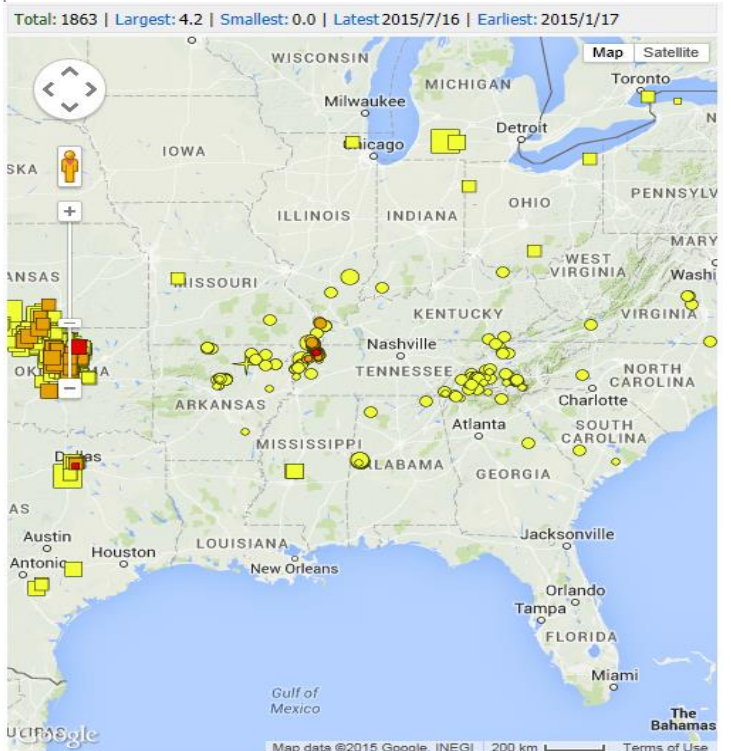 Total: 1863 | Largest: 4.2 | Smallest: 0.0 | Latest 2015/7/16 | Earliest: 2015/1/17
Map Satellite
WISCONSIN
MICHIGAN
Toronto
Milwaukee
Detroit
N
IOWA
SKA
PENNSYLV
OHIO
ILLINOIS INDIANA
MARY
WEST
VIRGINIA
Washi
ANSAS
MISSOURI
KENTUCKY
VIRGINIA
Nashville
TENNESSEE
NORTH
CAROLINA
ARKANSAS
Charlotte
Atlanta
SOUTH
CAROLINA
MISSISSIPPI
ALABAMA
GEORGIA
AS
Austin
Jacksonville
LOUISIANA
Houston
Antonio
New Orleans
Orlando
Tampa
FLORIDA
Miami
Gulf of
Mexico
The
Bahamas
Google
Map data ©2015 Google, INEGI 200 km Terms of Use